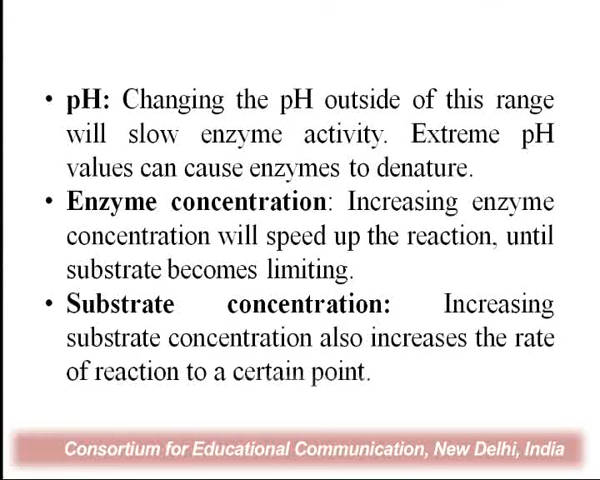 • pH: Changing the pH outside of this range
will slow enzyme activity. Extreme pH
values can cause enzymes to denature.
• Enzyme concentration: Increasing enzyme
concentration will speed up the reaction, until
substrate becomes limiting.
• Substrate concentration: Increasing
substrate concentration also increases the rate
of reaction to a certain point.
Consortium for Educational Communication, New Delhi, India